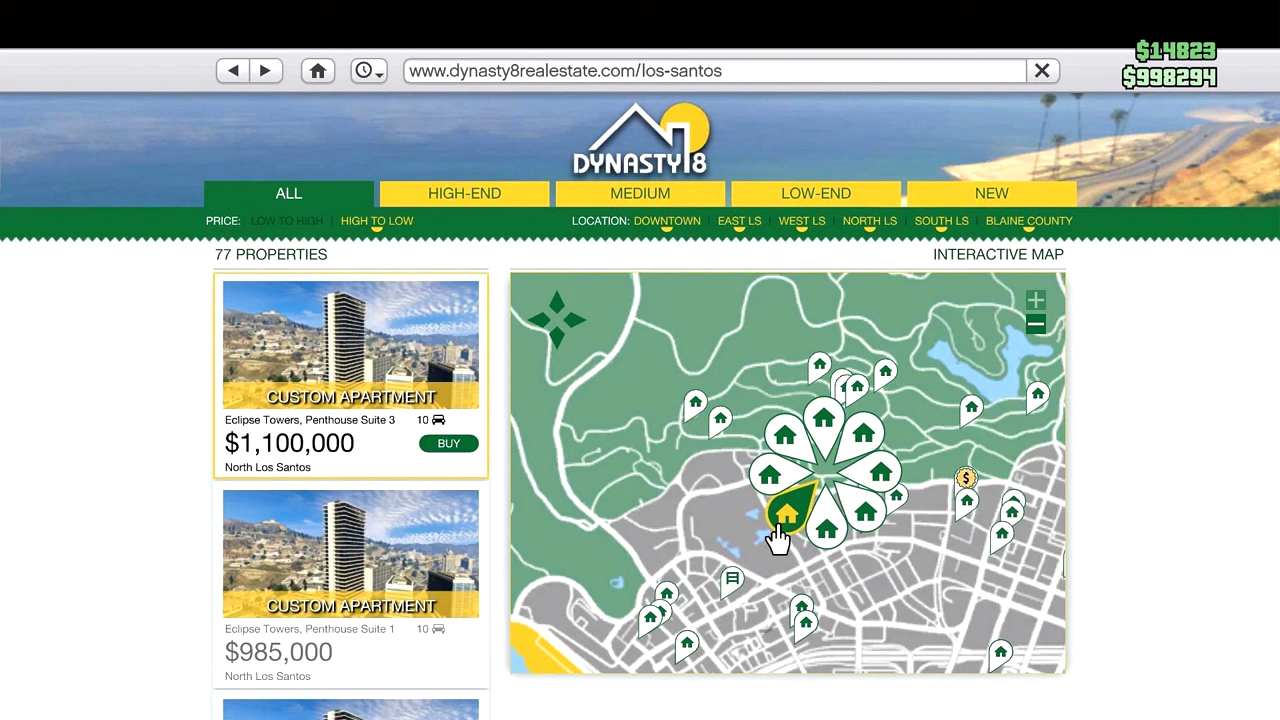 $14823
www.dynasty8realestate.com/los-santos
$998294
DYNASTY 8
ALL HIGH-END MEDIUM LOW-END NEW
PRICE: LOW TO HIGH | HIGH TO LOW LOCATION: DOWNTOWN | EAST LS | WEST LS | NORTH LS | SOUTH LS | BLAINE COUNTY
77 PROPERTIES INTERACTIVE MAP
CUSTOM APARTMENT
Eclipse Towers, Penthouse Suite 3 10
$1,100,000 BUY
North Los Santos
CUSTOM APARTMENT
Eclipse Towers, Penthouse Suite 1 10
$985,000
North Los Santos
$